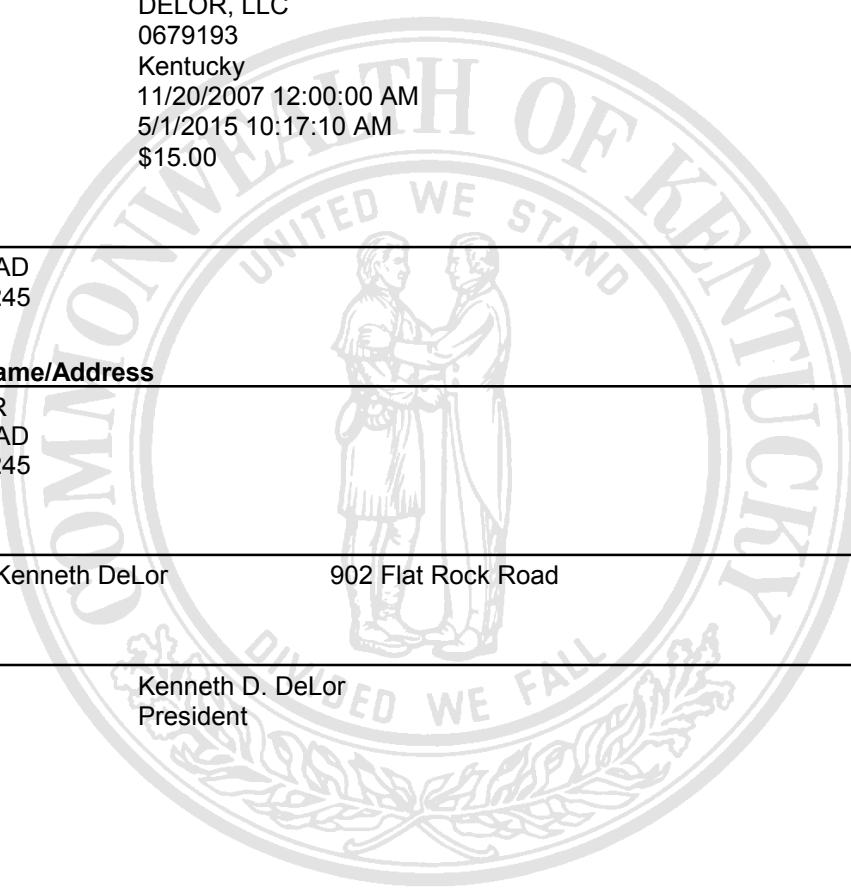 DELOR, LLC
0679193
Kentucky
11/20/2007 12:00:00 AM
5/1/2015 10:17:10 AM
$15.00
COMMONWEALTH OF KENTUCKY
UNITED WE STAND
AD
245
ame/Address
R
AD
245
Kenneth DeLor 902 Flat Rock Road
DIVIDED WE FALL
Kenneth D. DeLor
President